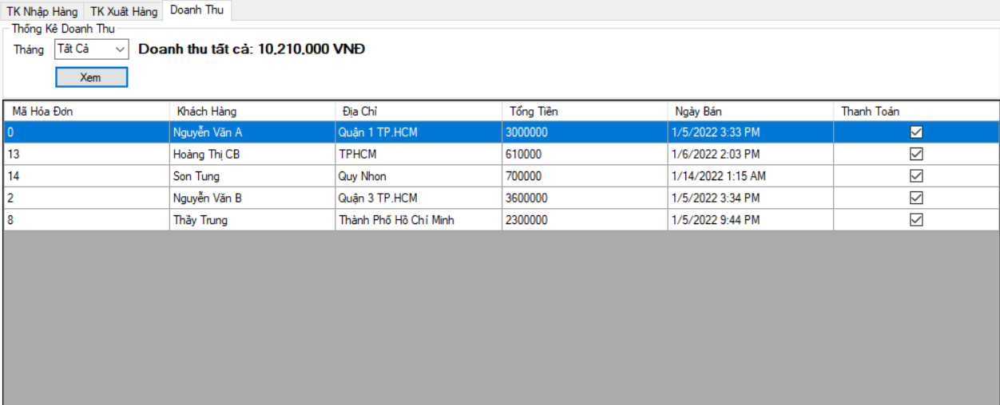 TK Nhập Hàng TK Xuất Hàng Doanh Thu
Thống Kê Doanh Thu
Tháng Tất Cả Doanh thu tất cả: 10,210,000 VNĐ
Xem
Mã Hóa Đơn Khách Hàng Địa Chỉ Tổng Tiền Ngày Bán Thanh Toán
0 Nguyễn Văn A Quận 1 TP.HCM 3000000 1/5/2022 3:33 PM
13 Hoàng Thị CB TPHCM 610000 1/6/2022 2:03 PM
14 Son Tung Quy Nhon 700000 1/14/2022 1:15 AM
2 Nguyễn Văn B Quận 3 TP.HCM 3600000 1/5/2022 3:34 PM
8 Thầy Trung Thành Phố Hồ Chí Minh 2300000 1/5/2022 9:44 PM